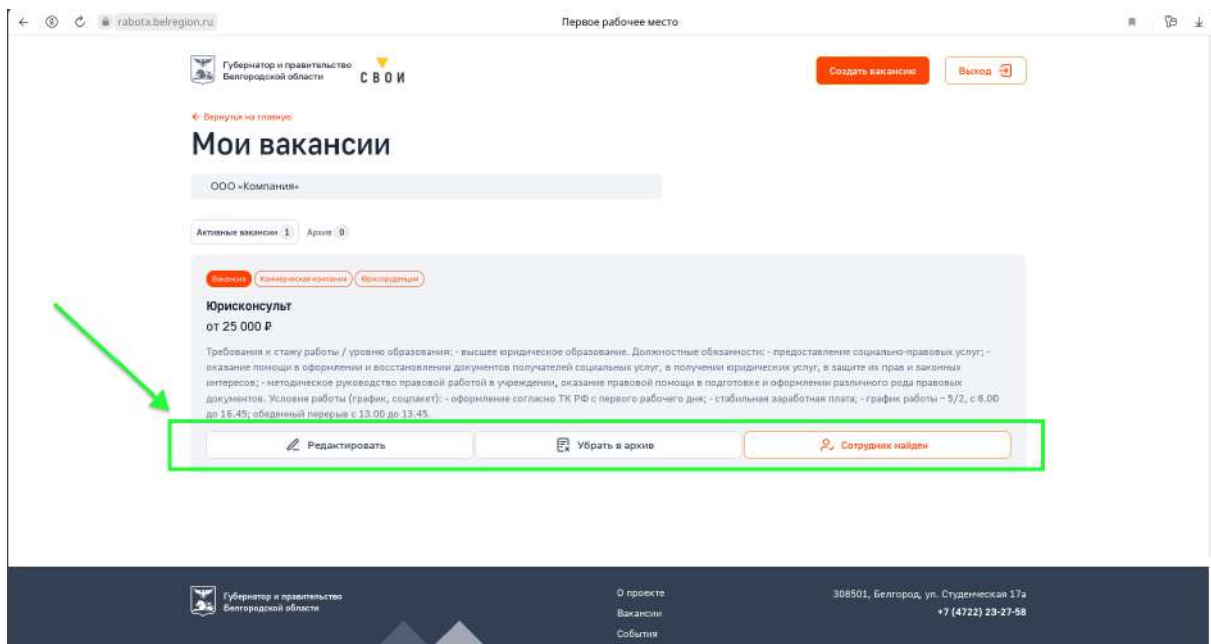 rabota.belregion.ru
Первое рабочее место
Губернатор и правительство
Белгородской области
СВОИ
Создать вакансию
Выход
← Вернуться на главную
Мои вакансии
ООО «Компания»
Активные вакансии 1
Архив 0
Вакансия
Коммерческая компания
Юриспруденция
Юрисконсульт
от 25 000 ₽
Требования к стажу работы / уровню образования: - высшее юридическое образование. Должностные обязанности: - предоставление социально-правовых услуг; -
оказание помощи в оформлении и восстановлении документов получателей социальных услуг, в получении юридических услуг, в защите их прав и законных
интересов; - методическое руководство правовой работой в учреждении, оказание правовой помощи в подготовке и оформлении различного рода правовых
документов. Условия работы (график, соцпакет): - оформление согласно ТК РФ с первого рабочего дня; - стабильная заработная плата; - график работы – 5/2, с 8.00
до 16.45; обеденный перерыв с 13.00 до 13.45.
Редактировать
Убрать в архив
Сотрудник найден
Губернатор и правительство
Белгородской области
О проекте
Вакансии
События
308501, Белгород, ул. Студенческая 17а
+7 (4722) 23-27-58